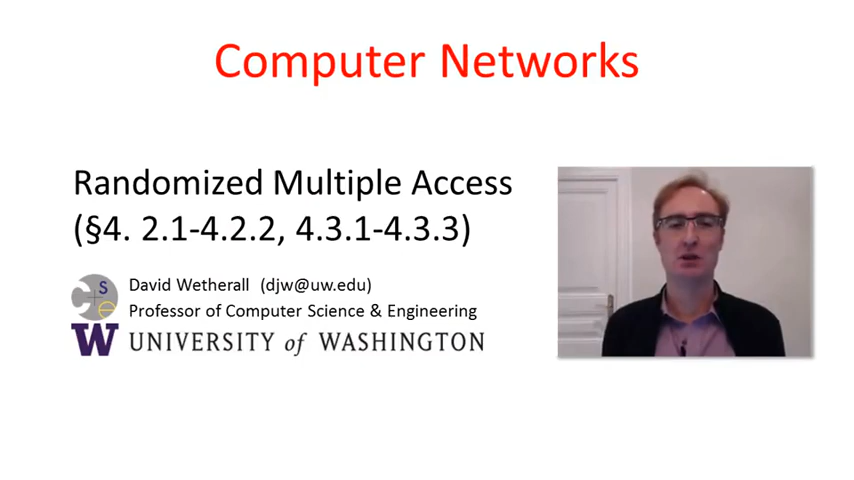 Computer Networks
Randomized Multiple Access
(§4. 2.1-4.2.2, 4.3.1-4.3.3)
David Wetherall (djw@uw.edu)
Professor of Computer Science & Engineering
W UNIVERSITY of WASHINGTON
c s e